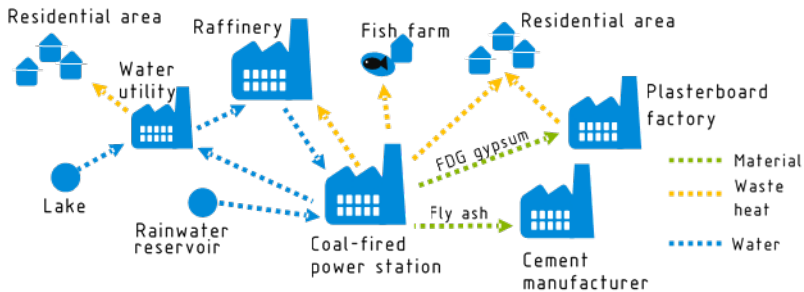 Residential area
Raffinery
Fish farm
Residential area
Water
utility
Plasterboard
factory
FDG gypsum
Material
Waste
heat
Lake
Fly ash
Rainwater
reservoir
Coal-fired
power station
Water
Cement
manufacturer